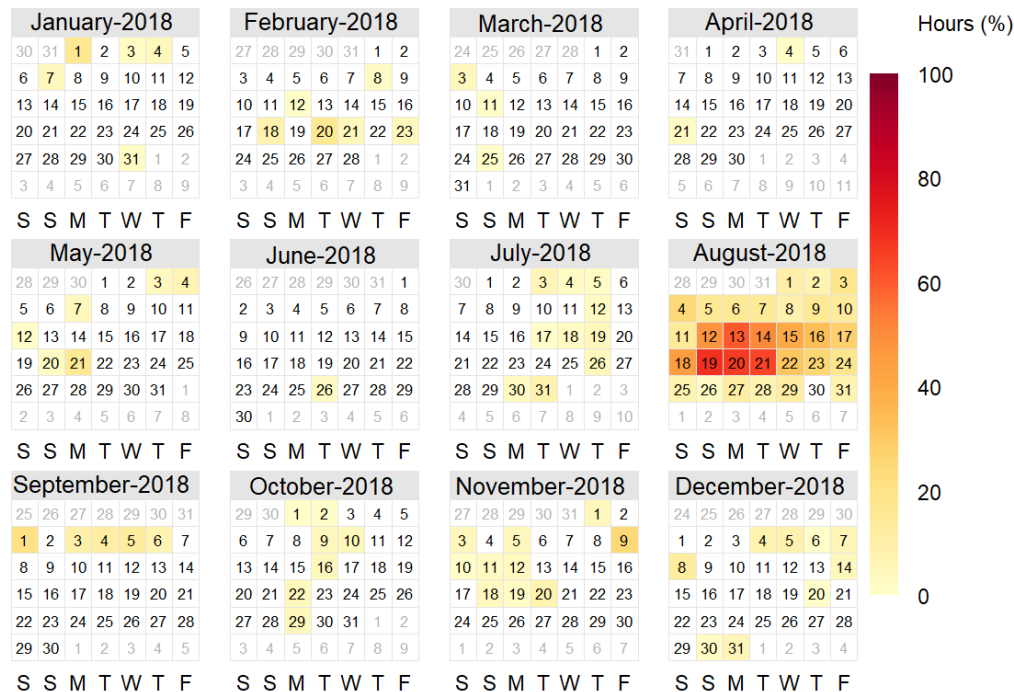 January-2018
30 31 1 2 3 4 5
6 7 8 9 10 11 12
13 14 15 16 17 18 19
20 21 22 23 24 25 26
27 28 29 30 31 1 2
3 4 5 6 7 8 9
S S M T W T F
February-2018
27 28 29 30 31 1 2
3 4 5 6 7 8 9
10 11 12 13 14 15 16
17 18 19 20 21 22 23
24 25 26 27 28 1 2
3 4 5 6 7 8 9
S S M T W T F
March-2018
24 25 26 27 28 1 2
3 4 5 6 7 8 9
10 11 12 13 14 15 16
17 18 19 20 21 22 23
24 25 26 27 28 29 30
31 1 2 3 4 5 6
S S M T W T F
April-2018
31 1 2 3 4 5 6
7 8 9 10 11 12 13
14 15 16 17 18 19 20
21 22 23 24 25 26 27
28 29 30 1 2 3 4
5 6 7 8 9 10 11
S S M T W T F
May-2018
28 29 30 1 2 3 4
5 6 7 8 9 10 11
12 13 14 15 16 17 18
19 20 21 22 23 24 25
26 27 28 29 30 31 1
2 3 4 5 6 7 8
S S M T W T F
June-2018
26 27 28 29 30 31 1
2 3 4 5 6 7 8
9 10 11 12 13 14 15
16 17 18 19 20 21 22
23 24 25 26 27 28 29
30 1 2 3 4 5 6
S S M T W T F
July-2018
30 1 2 3 4 5 6
7 8 9 10 11 12 13
14 15 16 17 18 19 20
21 22 23 24 25 26 27
28 29 30 31 1 2 3
4 5 6 7 8 9 10
S S M T W T F
August-2018
28 29 30 31 1 2 3
4 5 6 7 8 9 10
11 12 13 14 15 16 17
18 19 20 21 22 23 24
25 26 27 28 29 30 31
1 2 3 4 5 6 7
S S M T W T F
September-2018
25 26 27 28 29 30 31
1 2 3 4 5 6 7
8 9 10 11 12 13 14
15 16 17 18 19 20 21
22 23 24 25 26 27 28
29 30 1 2 3 4 5
S S M T W T F
October-2018
29 30 1 2 3 4 5
6 7 8 9 10 11 12
13 14 15 16 17 18 19
20 21 22 23 24 25 26
27 28 29 30 31 1 2
3 4 5 6 7 8 9
S S M T W T F
November-2018
27 28 29 30 31 1 2
3 4 5 6 7 8 9
10 11 12 13 14 15 16
17 18 19 20 21 22 23
24 25 26 27 28 29 30
1 2 3 4 5 6 7
S S M T W T F
December-2018
24 25 26 27 28 29 30
1 2 3 4 5 6 7
8 9 10 11 12 13 14
15 16 17 18 19 20 21
22 23 24 25 26 27 28
29 30 31 1 2 3 4
S S M T W T F
Hours (%)
100
80
60
40
20
0